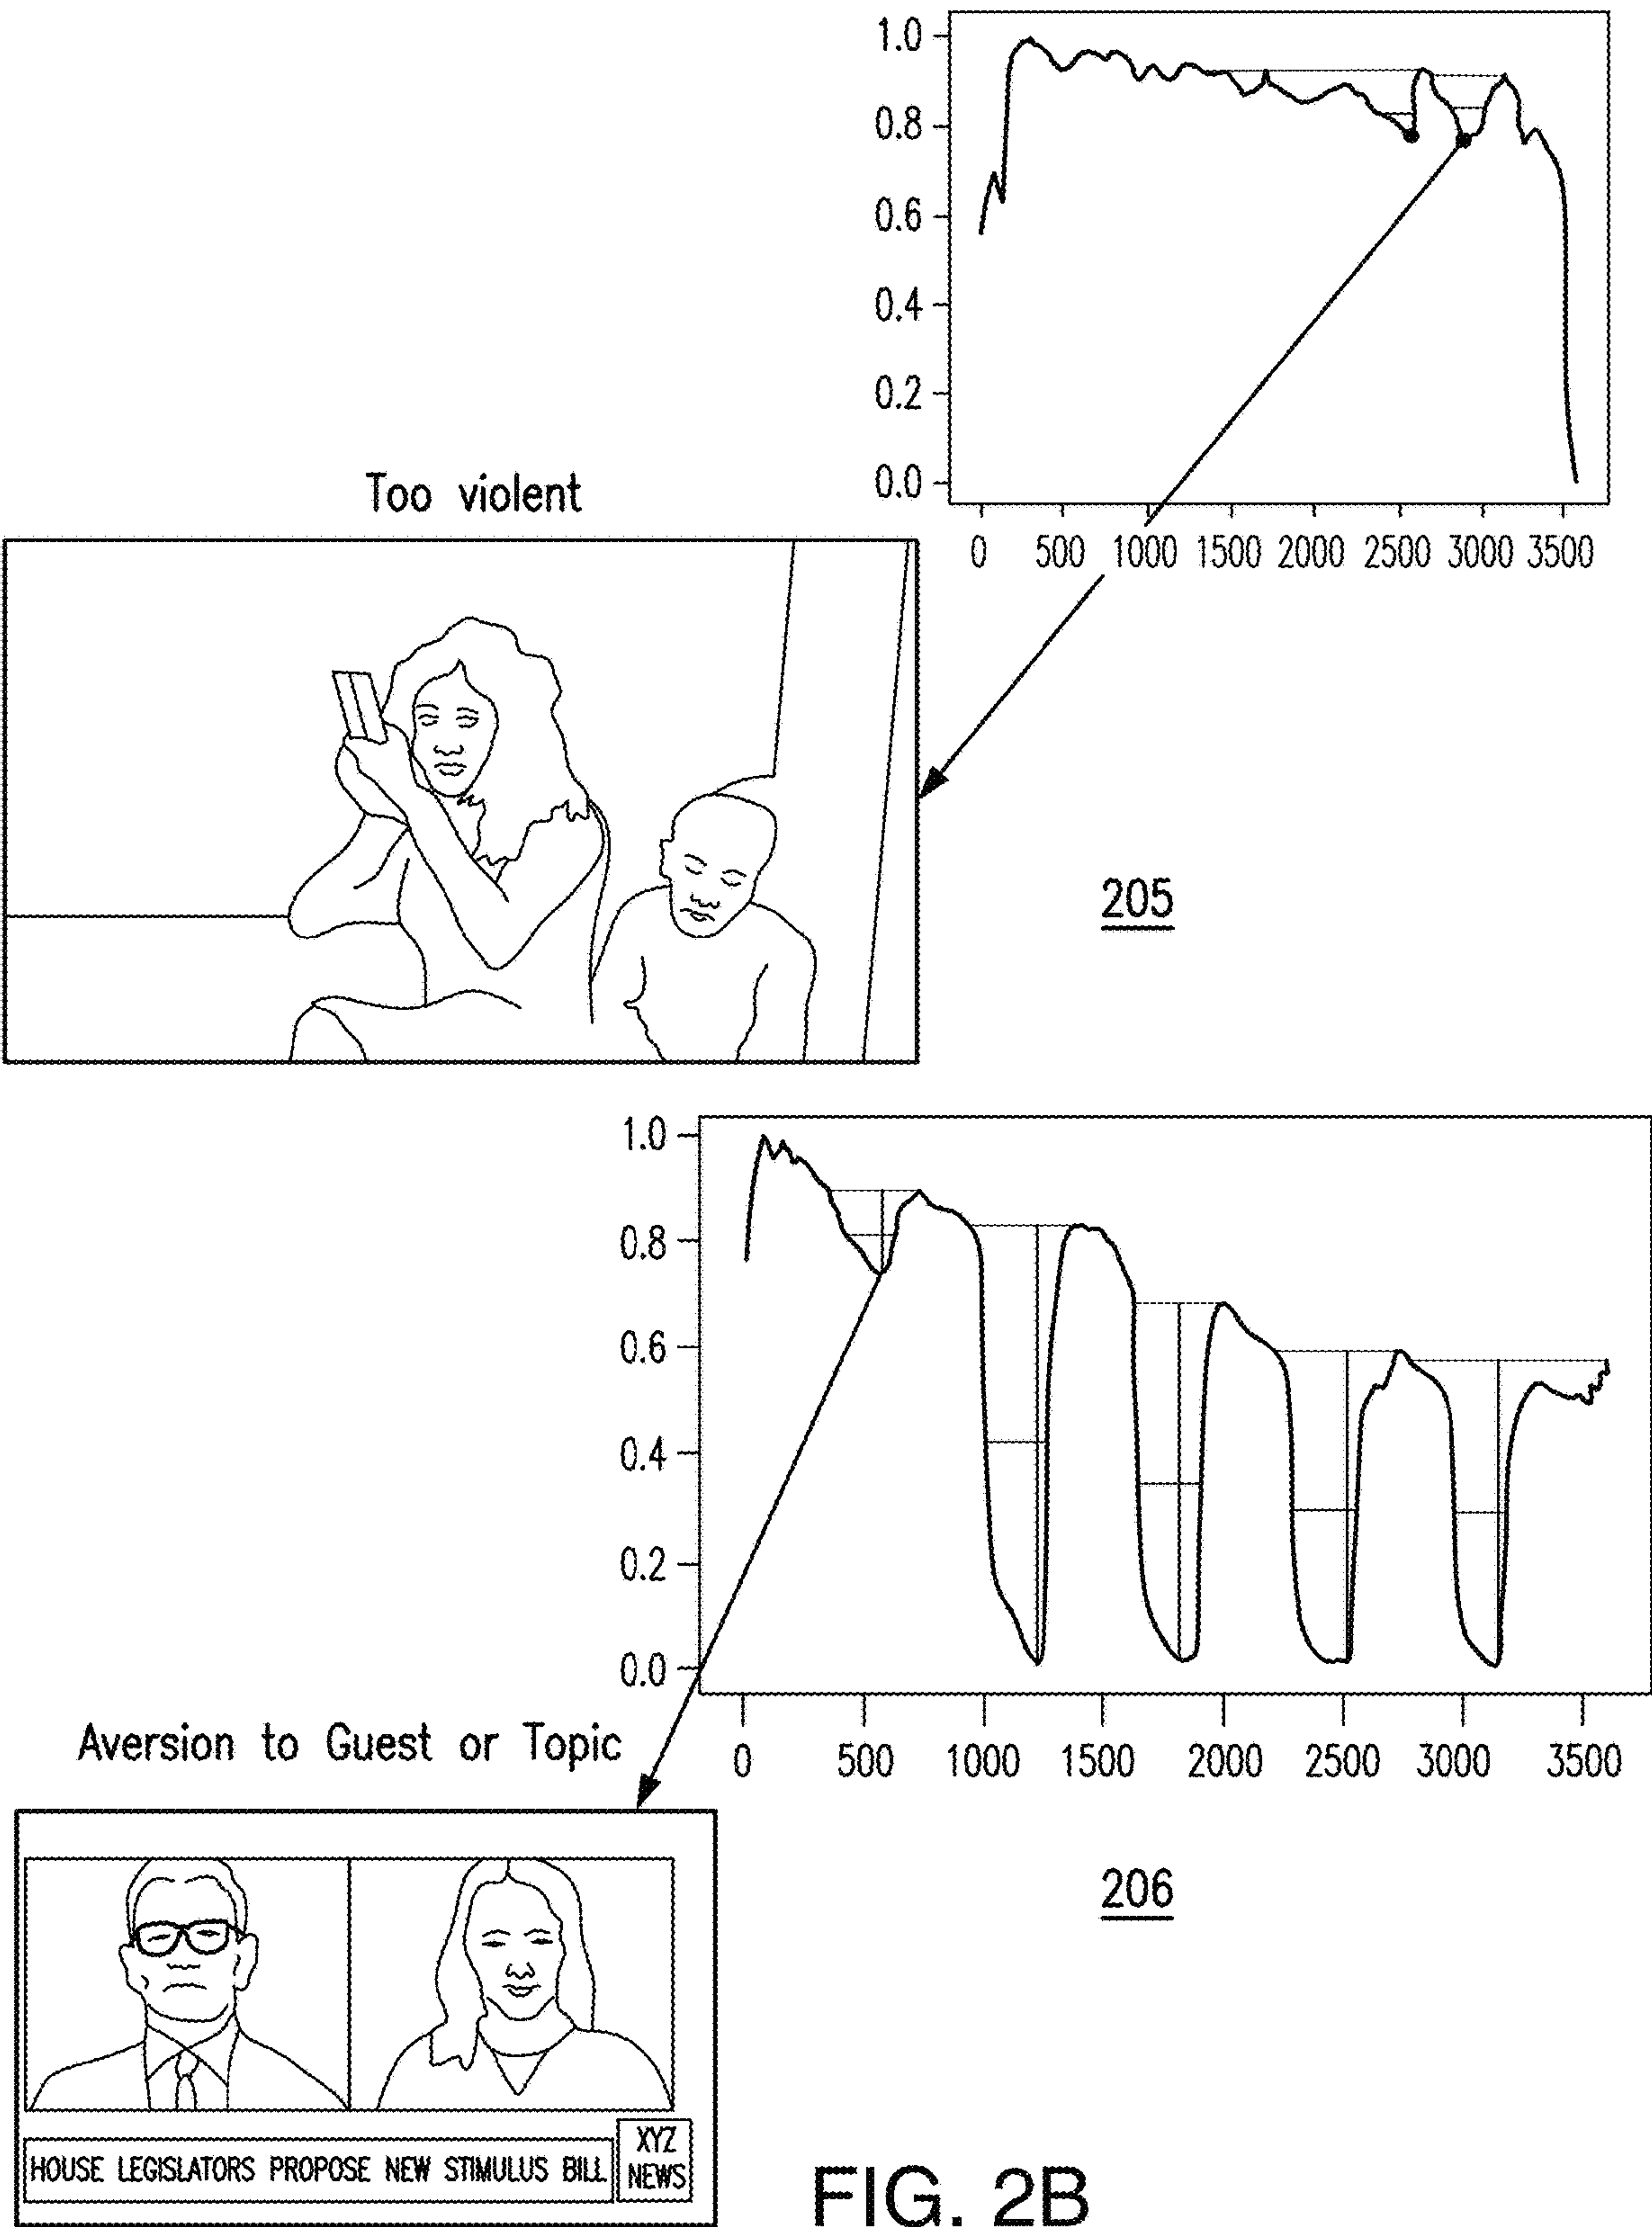 1.0
0.8
0.6
0.4
0.2
0.0
0 500 1000 1500 2000 2500 3000 3500
Too violent
205
1.0
0.8
0.6
0.4
0.2
0.0
0 500 1000 1500 2000 2500 3000 3500
Aversion to Guest or Topic
206
HOUSE LEGISLATORS PROPOSE NEW STIMULUS BILL
XYZ
NEWS
FIG. 2B